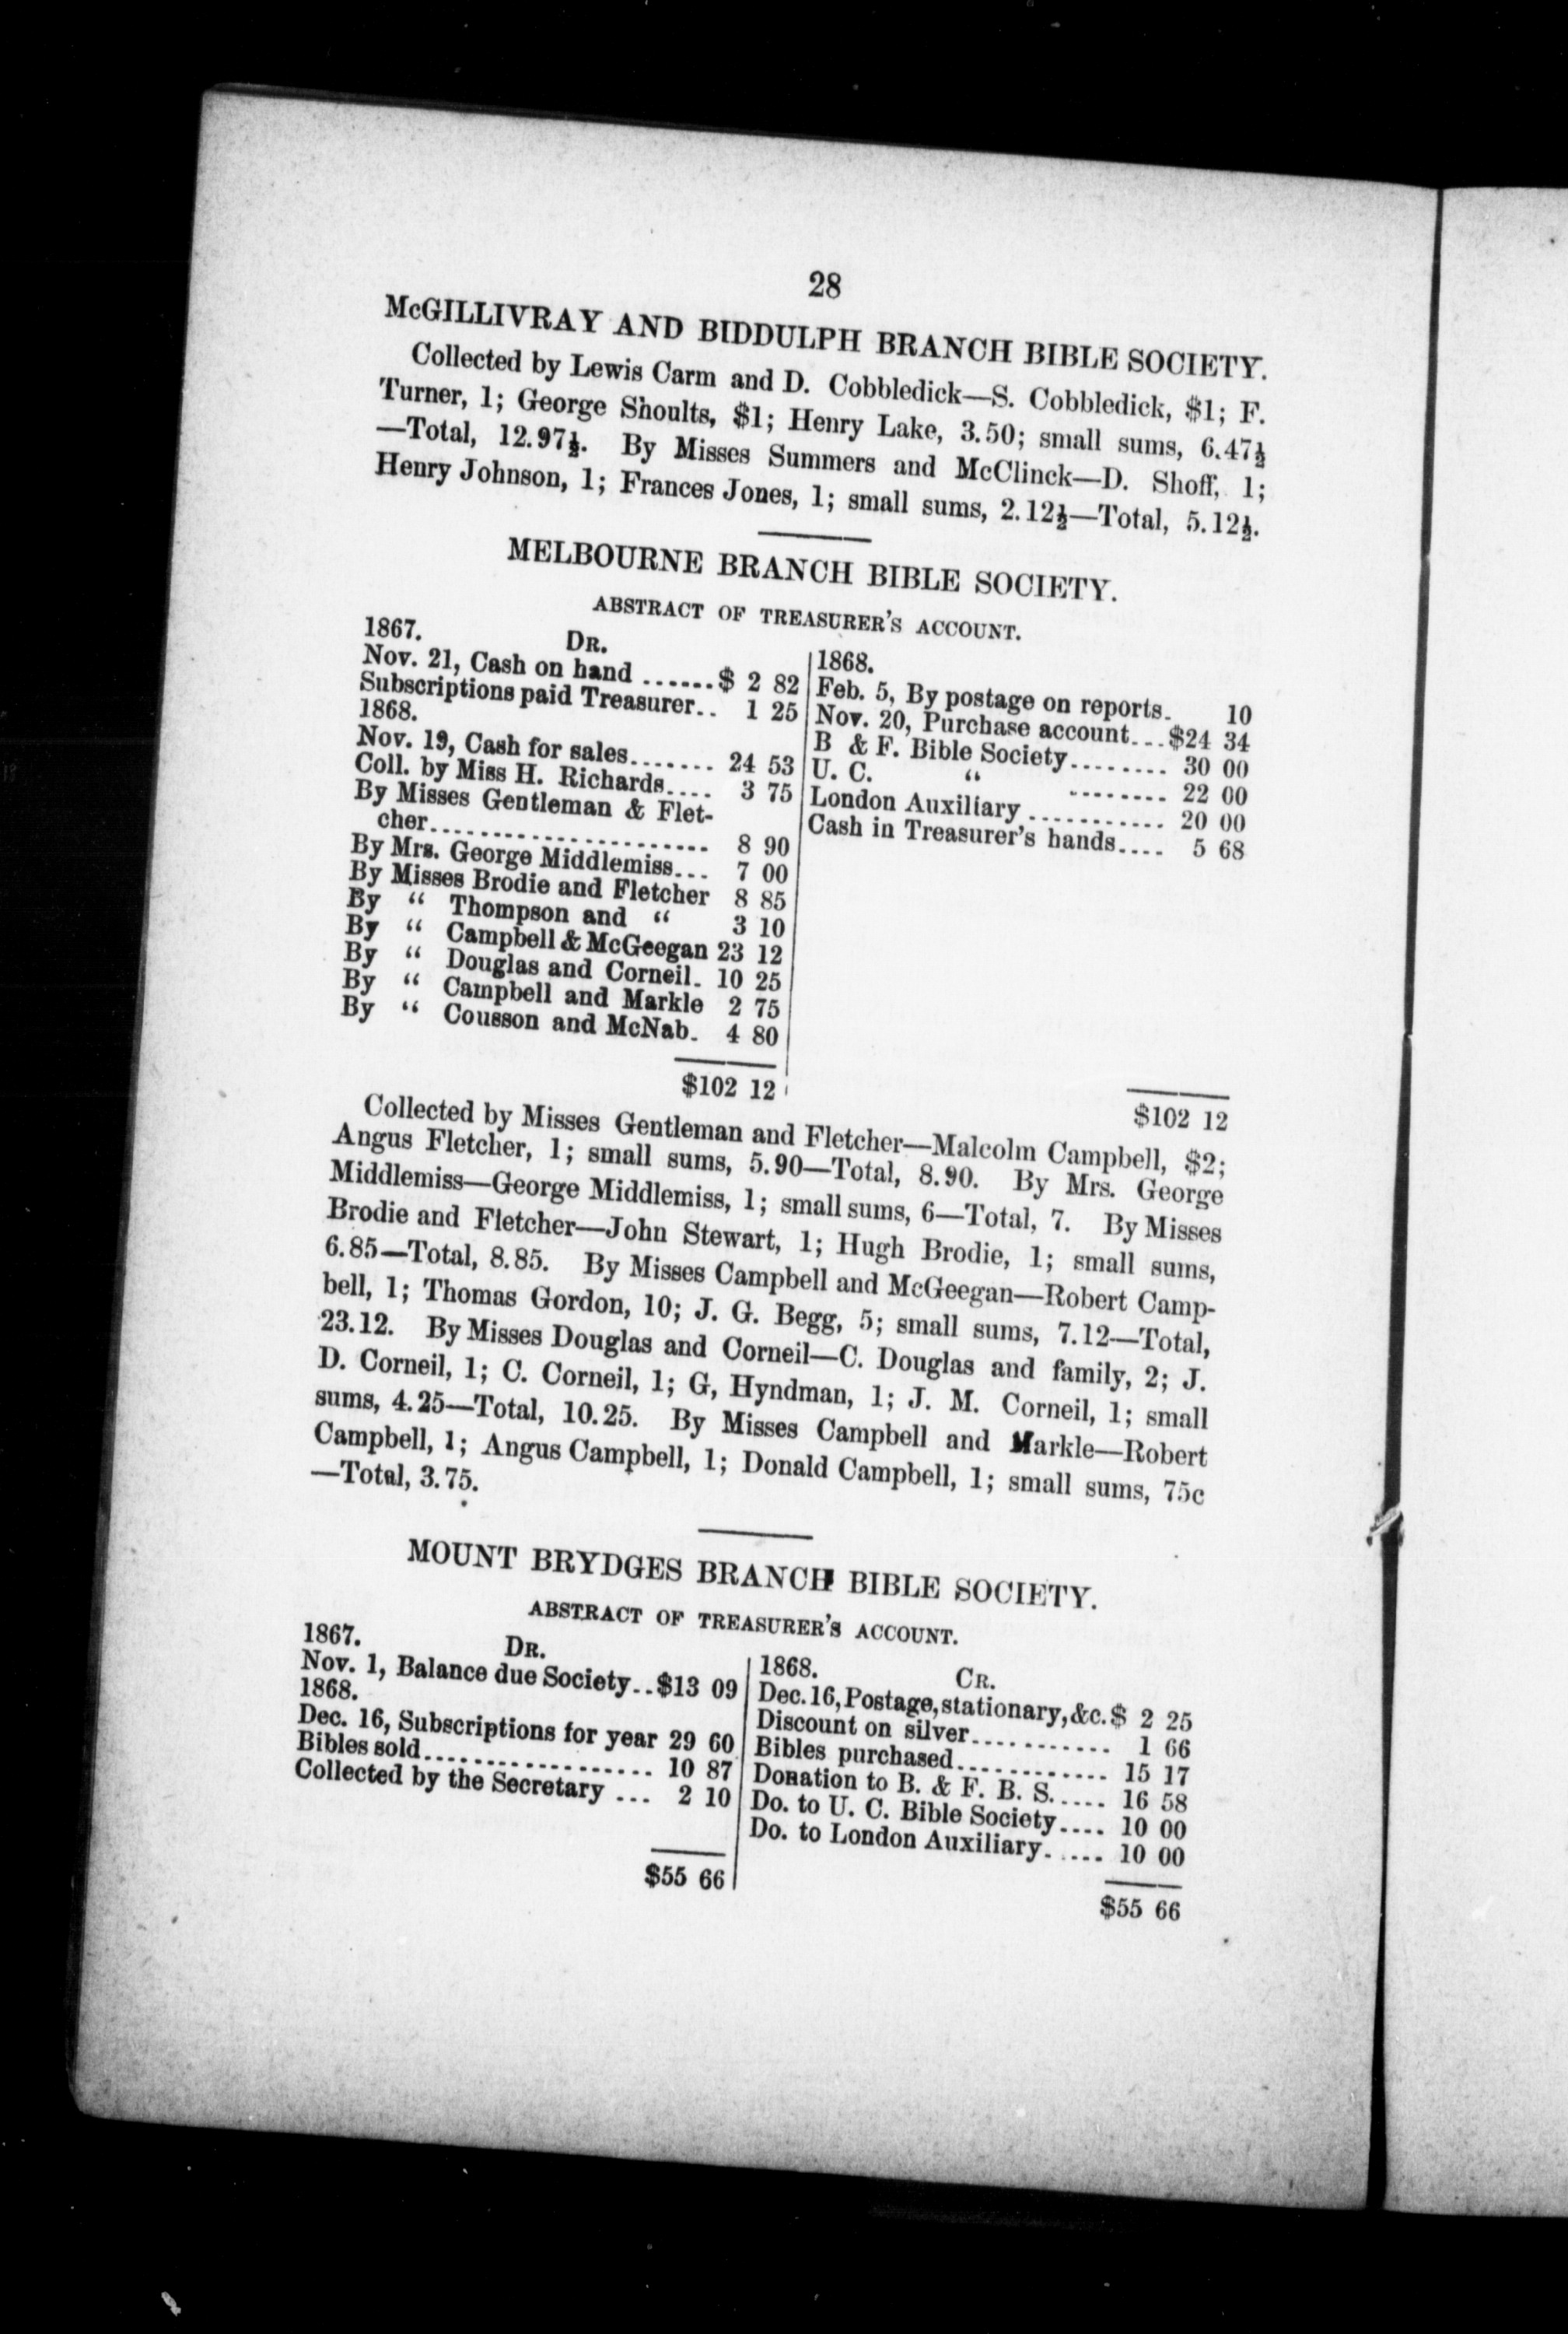 28
McGILLIVRAY AND BIDDULPH BRANCH BIBLE SOCIETY.
Collected by Lewis Carm and D. Cobbledick—S. Cobbledick, $1; F.
Turner, 1; George Shoults, $1; Henry Lake, 3.50; small sums, 6.47½
—Total, 12.97½. By Misses Summers and McClinck—D. Shoff, 1;
Henry Johnson, 1; Frances Jones, 1; small sums, 2.12½—Total, 5.12½.
MELBOURNE BRANCH BIBLE SOCIETY.
ABSTRACT OF TREASURER'S ACCOUNT.
1867. DR.
Nov. 21, Cash on hand ......$ 2 82
Subscriptions paid Treasurer.. 1 25
1868.
Nov. 19, Cash for sales....... 24 53
Coll. by Miss H. Richards.... 3 75
By Misses Gentleman & Flet-
cher...................... 8 90
By Mrs. George Middlemiss... 7 00
By Misses Brodie and Fletcher 8 85
By “ Thompson and “ 3 10
By “ Campbell & McGeegan 23 12
By “ Douglas and Corneil. 10 25
By “ Campbell and Markle 2 75
By “ Cousson and McNab. 4 80
$102 12
1868.
Feb. 5, By postage on reports. 10
Nov. 20, Purchase account...$24 34
B & F. Bible Society........ 30 00
U. C. “ ........ 22 00
London Auxiliary ........... 20 00
Cash in Treasurer's hands.... 5 68
$102 12
Collected by Misses Gentleman and Fletcher—Malcolm Campbell, $2;
Angus Fletcher, 1; small sums, 5.90—Total, 8.90. By Mrs. George
Middlemiss—George Middlemiss, 1; small sums, 6—Total, 7. By Misses
Brodie and Fletcher—John Stewart, 1; Hugh Brodie, 1; small sums,
6.85—Total, 8.85. By Misses Campbell and McGeegan—Robert Camp-
bell, 1; Thomas Gordon, 10; J. G. Begg, 5; small sums, 7.12—Total,
23.12. By Misses Douglas and Corneil—C. Douglas and family, 2; J.
D. Corneil, 1; C. Corneil, 1; G, Hyndman, 1; J. M. Corneil, 1; small
sums, 4.25—Total, 10.25. By Misses Campbell and Markle—Robert
Campbell, 1; Angus Campbell, 1; Donald Campbell, 1; small sums, 75c
—Total, 3.75.
MOUNT BRYDGES BRANCH BIBLE SOCIETY.
ABSTRACT OF TREASURER'S ACCOUNT.
1867. DR.
Nov. 1, Balance due Society..$13 09
1868.
Dec. 16, Subscriptions for year 29 60
Bibles sold................. 10 87
Collected by the Secretary ... 2 10
$55 66
1868. CR.
Dec. 16, Postage, stationary, &c.$ 2 25
Discount on silver........... 1 66
Bibles purchased............ 15 17
Donation to B. & F. B. S..... 16 58
Do. to U. C. Bible Society.... 10 00
Do. to London Auxiliary..... 10 00
$55 66